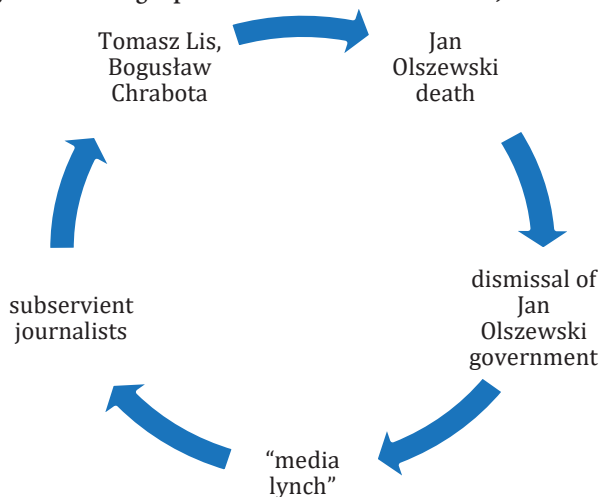 Tomasz Lis,
Bogusław
Chrabota
Jan
Olszewski
death
dismissal of
Jan
Olszewski
government
“media
lynch”
subservient
journalists